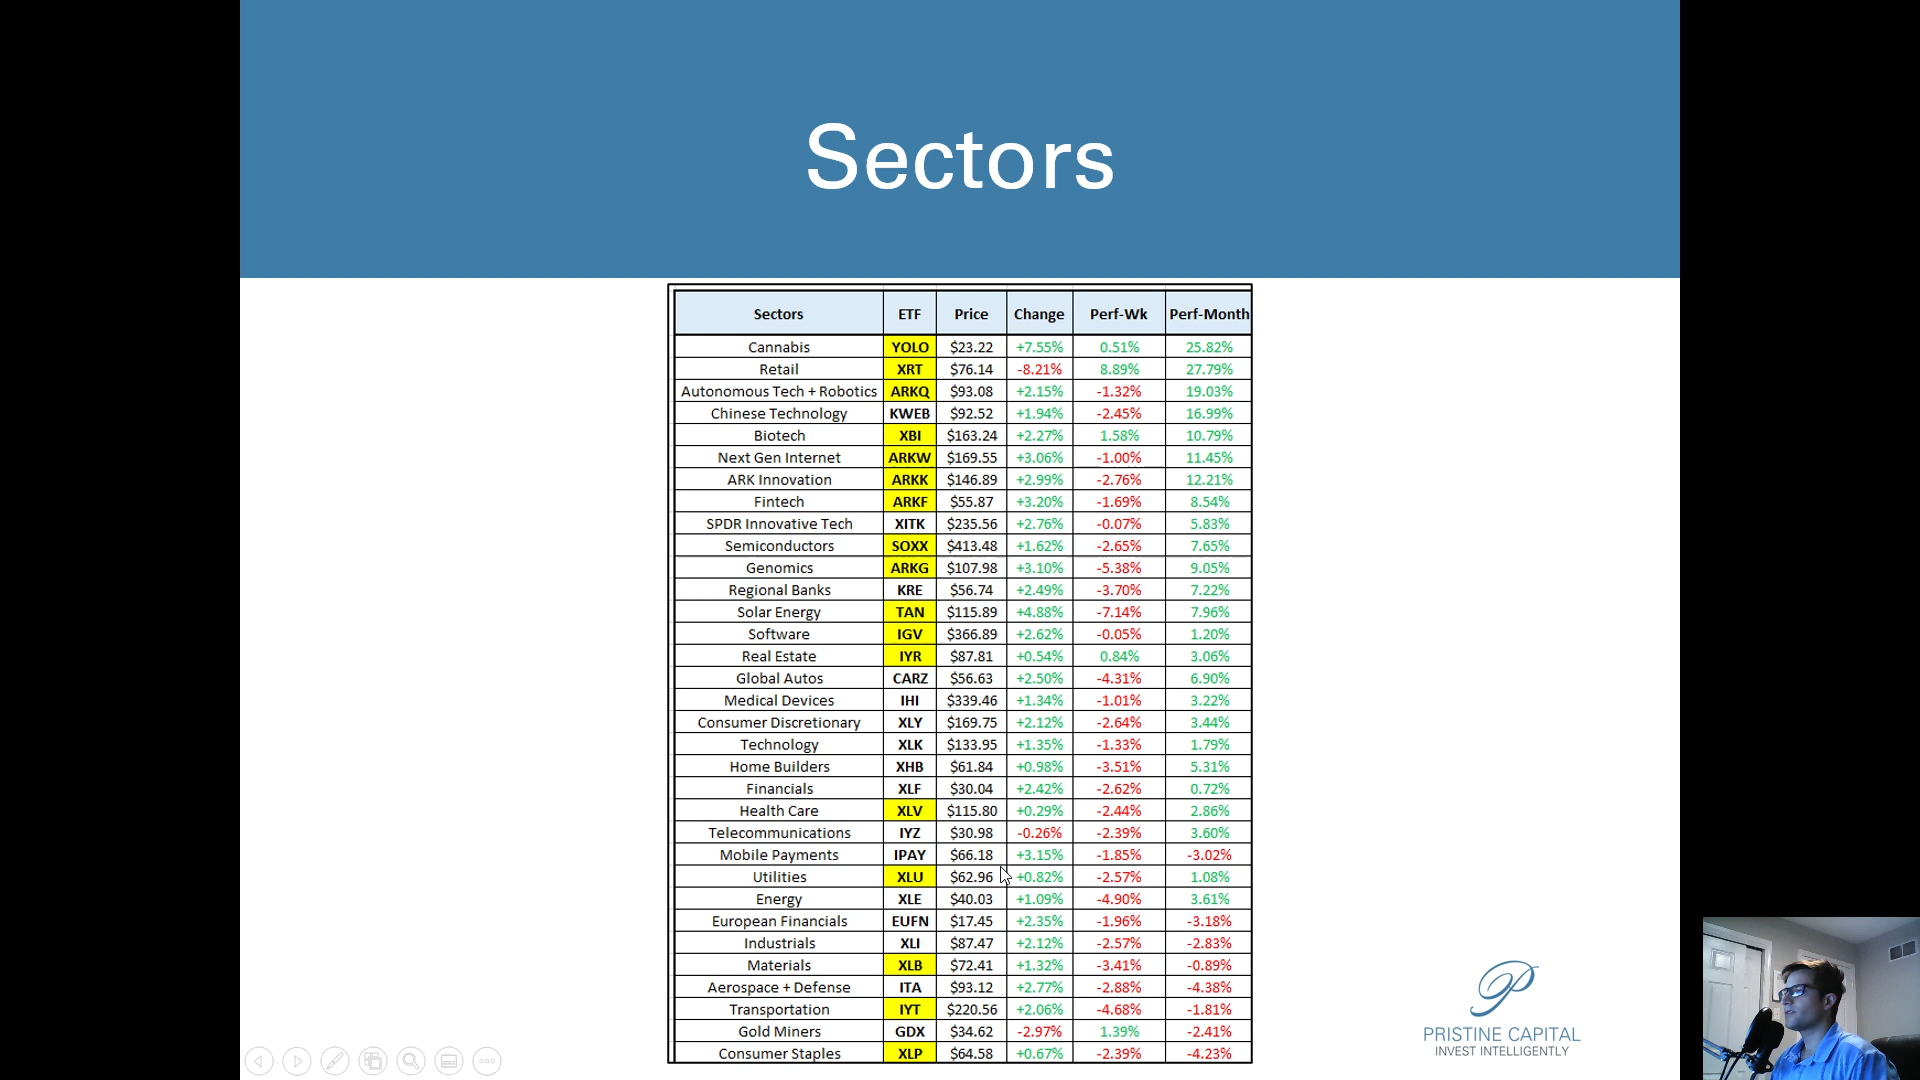 Sectors
Sectors ETF Price Change Perf-Wk Perf-Month
Cannabis YOLO $23.22 +7.55% 0.51% 25.82%
Retail XRT $76.14 -8.21% 8.89% 27.79%
Autonomous Tech + Robotics ARKQ $93.08 +2.15% -1.32% 19.03%
Chinese Technology KWEB $92.52 +1.94% -2.45% 16.99%
Biotech XBI $163.24 +2.27% 1.58% 10.79%
Next Gen Internet ARKW $169.55 +3.06% -1.00% 11.45%
ARK Innovation ARKK $146.89 +2.99% -2.76% 12.21%
Fintech ARKF $55.87 +3.20% -1.69% 8.54%
SPDR Innovative Tech XITK $235.56 +2.76% -0.07% 5.83%
Semiconductors SOXX $413.48 +1.62% -2.65% 7.65%
Genomics ARKG $107.98 +3.10% -5.38% 9.05%
Regional Banks KRE $56.74 +2.49% -3.70% 7.22%
Solar Energy TAN $115.89 +4.88% -7.14% 7.96%
Software IGV $366.89 +2.62% -0.05% 1.20%
Real Estate IYR $87.81 +0.54% 0.84% 3.06%
Global Autos CARZ $56.63 +2.50% -4.31% 6.90%
Medical Devices IHI $339.46 +1.34% -1.01% 3.22%
Consumer Discretionary XLY $169.75 +2.12% -2.64% 3.44%
Technology XLK $133.95 +1.35% -1.33% 1.79%
Home Builders XHB $61.84 +0.98% -3.51% 5.31%
Financials XLF $30.04 +2.42% -2.62% 0.72%
Health Care XLV $115.80 +0.29% -2.44% 2.86%
Telecommunications IYZ $30.98 -0.26% -2.39% 3.60%
Mobile Payments IPAY $66.18 +3.15% -1.85% -3.02%
Utilities XLU $62.96 +0.82% -2.57% 1.08%
Energy XLE $40.03 +1.09% -4.90% 3.61%
European Financials EUFN $17.45 +2.35% -1.96% -3.18%
Industrials XLI $87.47 +2.12% -2.57% -2.83%
Materials XLB $72.41 +1.32% -3.41% -0.89%
Aerospace + Defense ITA $93.12 +2.77% -2.88% -4.38%
Transportation IYT $220.56 +2.06% -4.68% -1.81%
Gold Miners GDX $34.62 -2.97% 1.39% -2.41%
Consumer Staples XLP $64.58 +0.67% -2.39% -4.23%
P
PRISTINE CAPITAL
INVEST INTELLIGENTLY